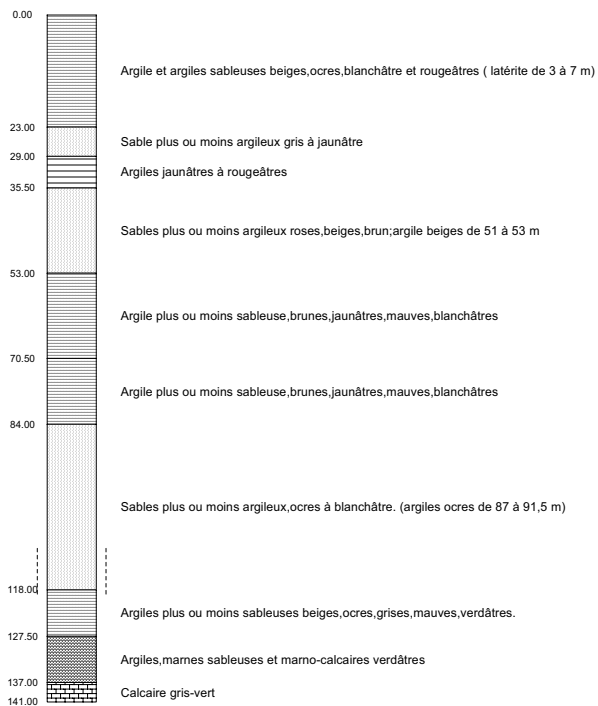 0.00
Argile et argiles sableuses beiges,ocres,blanchâtre et rougeâtres ( latérite de 3 à 7 m)
23.00
Sable plus ou moins argileux gris à jaunâtre
29.00
Argiles jaunâtres à rougeâtres
35.50
Sables plus ou moins argileux roses,beiges,brun;argile beiges de 51 à 53 m
53.00
Argile plus ou moins sableuse,brunes,jaunâtres,mauves,blanchâtres
70.50
Argile plus ou moins sableuse,brunes,jaunâtres,mauves,blanchâtres
84.00
Sables plus ou moins argileux,ocres à blanchâtre. (argiles ocres de 87 à 91,5 m)
118.00
Argiles plus ou moins sableuses beiges,ocres,grises,mauves,verdâtres.
127.50
Argiles,marnes sableuses et marno-calcaires verdâtres
137.00
Calcaire gris-vert
141.00